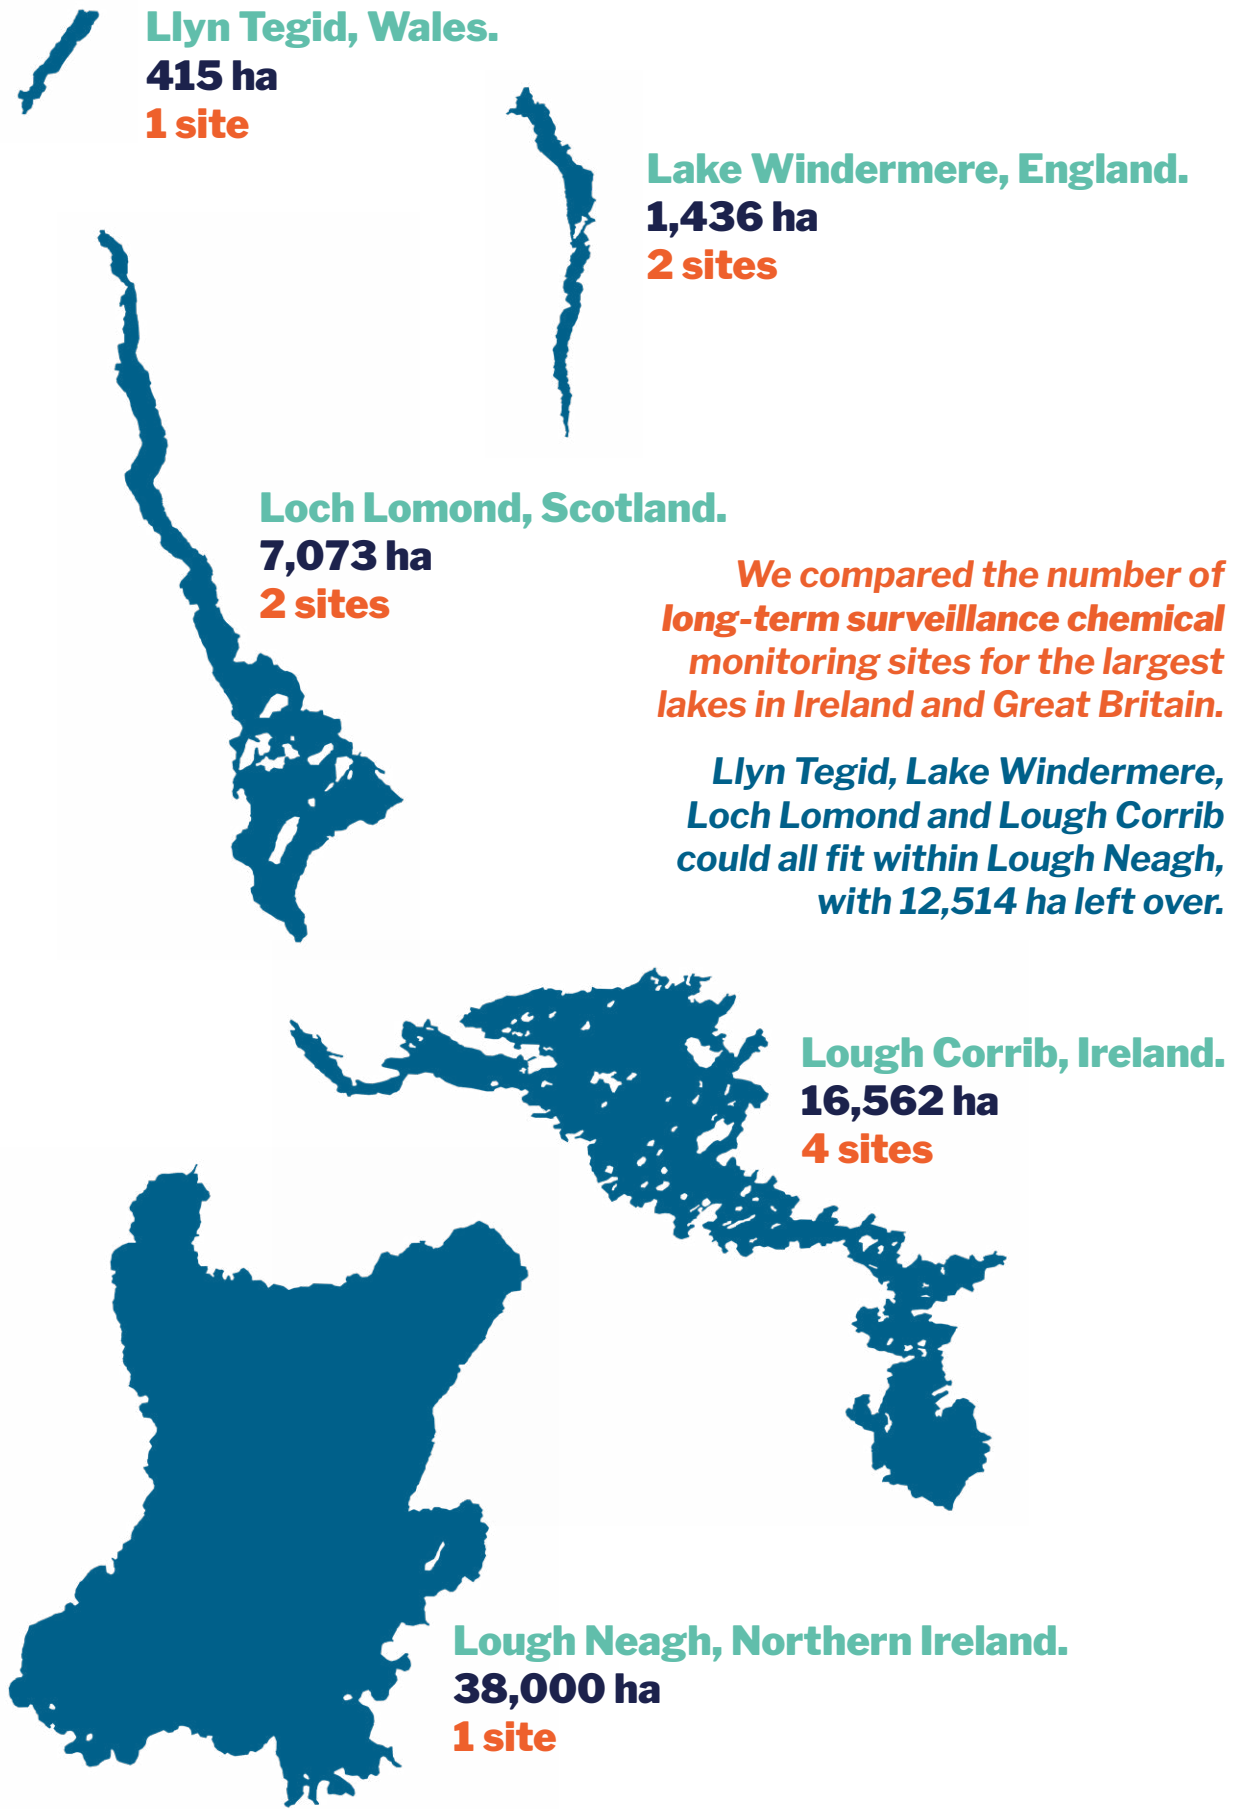 Llyn Tegid, Wales.
415 ha
1 site
Lake Windermere, England.
1,436 ha
2 sites
Loch Lomond, Scotland.
7,073 ha
2 sites
We compared the number of
long-term surveillance chemical
monitoring sites for the largest
lakes in Ireland and Great Britain.
Llyn Tegid, Lake Windermere,
Loch Lomond and Lough Corrib
could all fit within Lough Neagh,
with 12,514 ha left over.
Lough Corrib, Ireland.
16,562 ha
4 sites
Lough Neagh, Northern Ireland.
38,000 ha
1 site